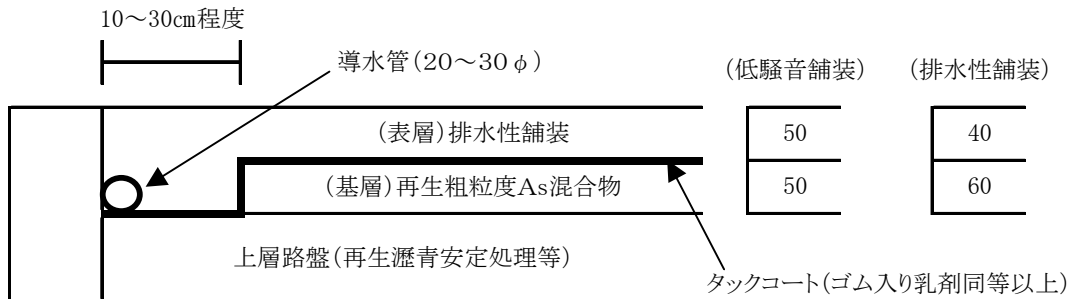 10～30cm程度
導水管(20～30φ)
(低騒音舗装)
(排水性舗装)
(表層)排水性舗装
50
40
(基層)再生粗粒度As混合物
50
60
上層路盤(再生瀝青安定処理等)
タックコート(ゴム入り乳剤同等以上)